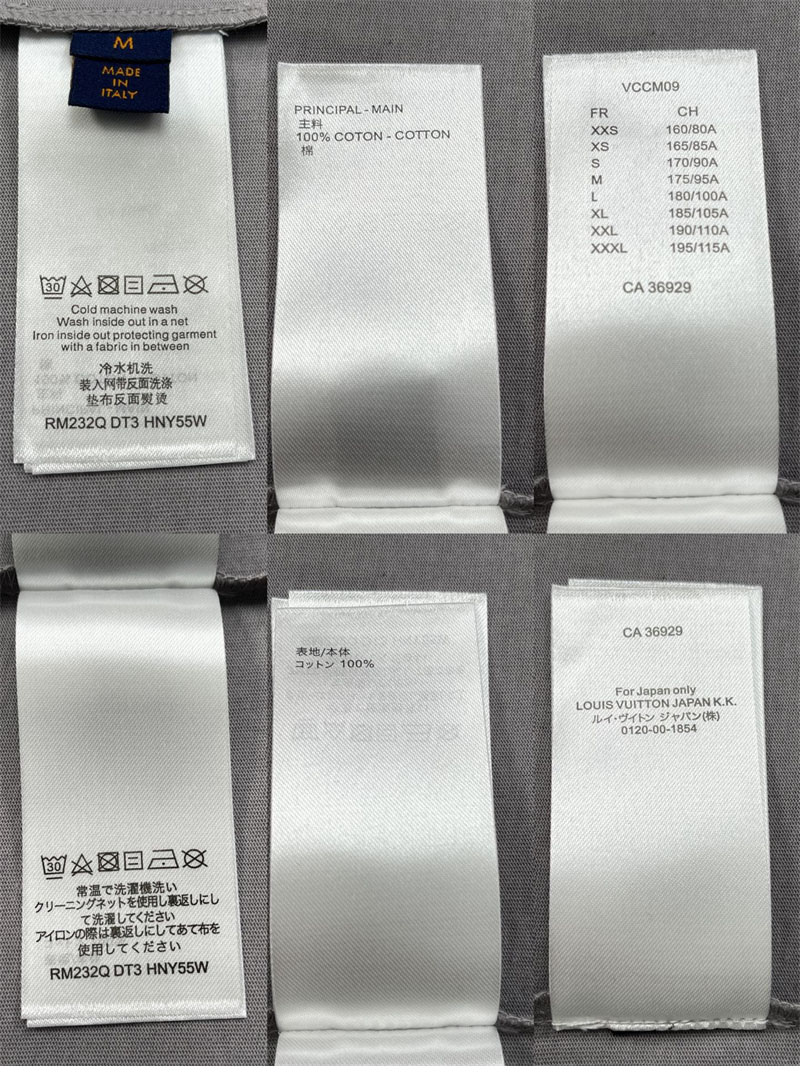 M
MADE
IN
ITALY
30
Cold machine wash
Wash inside out in a net
Iron inside out protecting garment
with a fabric in between
冷水机洗
装入网带反面洗涤
垫布反面熨烫
RM232Q DT3 HNY55W
PRINCIPAL - MAIN
主料
100% COTON - COTTON
棉
VCCM09
FR CH
XXS 160/80A
XS 165/85A
S 170/90A
M 175/95A
L 180/100A
XL 185/105A
XXL 190/110A
XXXL 195/115A
CA 36929
30
常温で洗濯機洗い
クリーニングネットを使用し裏返しにし
て洗濯してください
アイロンの際は裏返しにしてあて布を
使用してください
RM232Q DT3 HNY55W
表地/本体
コットン 100%
CA 36929
For Japan only
LOUIS VUITTON JAPAN K.K.
ルイ・ヴィトン ジャパン(株)
0120-00-1854